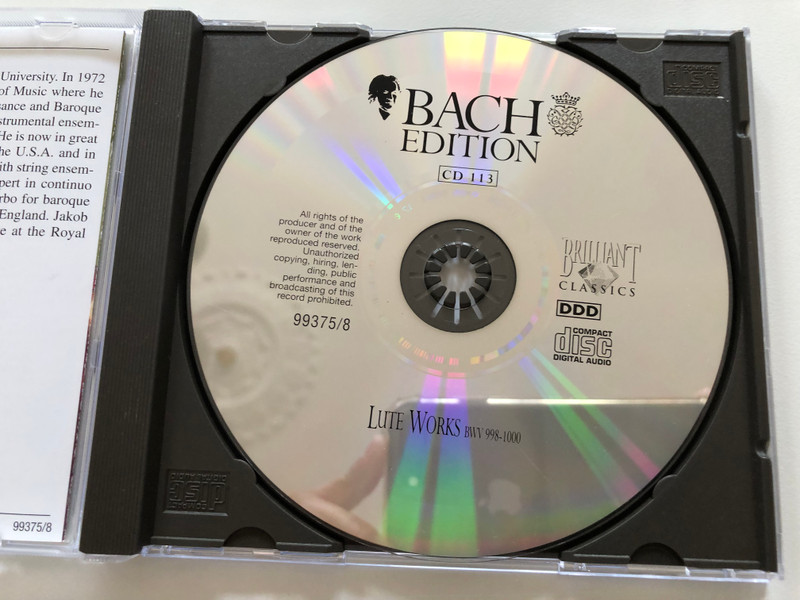 University. In 1972
of Music where he
sance and Baroque
strumental ensem-
He is now in great
he U.S.A. and in
ith string ensem-
pert in continuo
rbo for baroque
England. Jakob
e at the Royal
99375/8
BACH
EDITION
CD 113
All rights of the
producer and of the
owner of the work
reproduced reserved.
Unauthorized
copying, hiring, len-
ding, public
performance and
broadcasting of this
record prohibited.
99375/8
BRILLIANT
CLASSICS
DDD
COMPACT
disc
DIGITAL AUDIO
LUTE WORKS BWV 998-1000